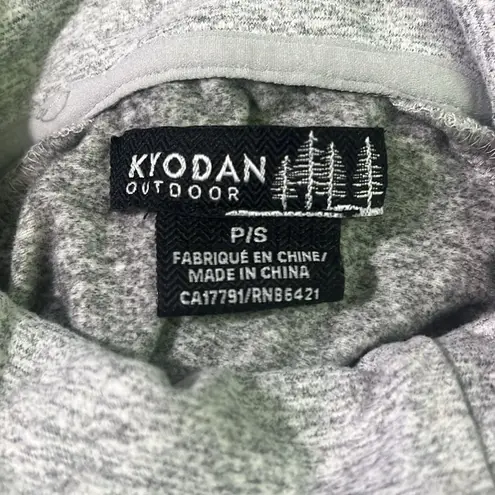 KYODAN
OUTDOOR
P/S
FABRIQUÉ EN CHINE/
MADE IN CHINA
CA17791/RN86421